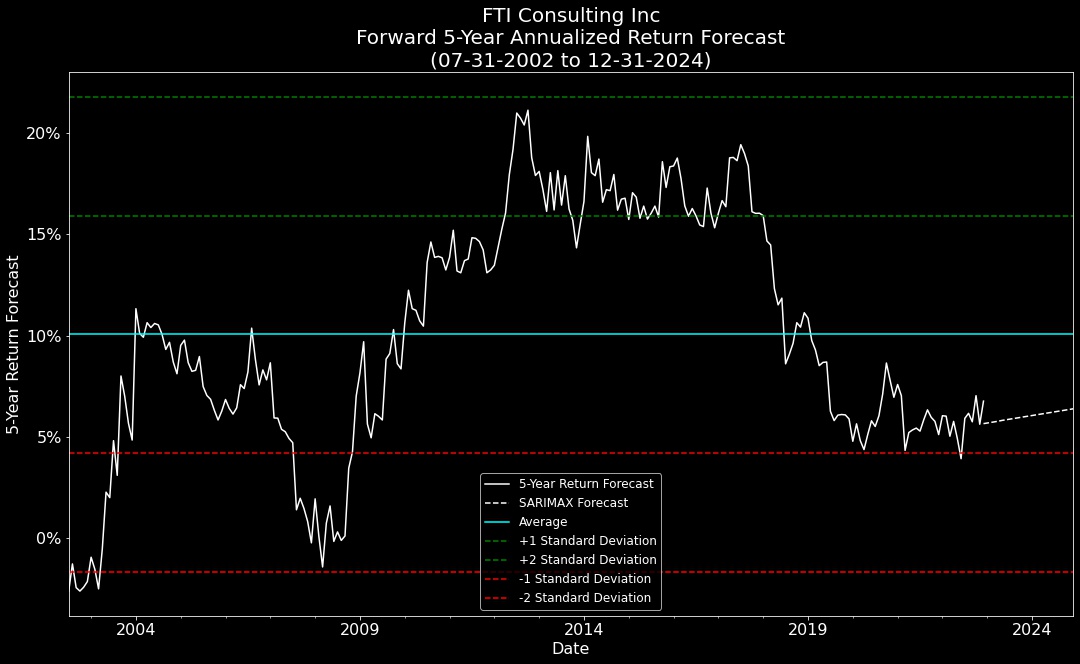 FTI Consulting Inc
Forward 5-Year Annualized Return Forecast
(07-31-2002 to 12-31-2024)
5-Year Return Forecast
20%
15%
10%
5%
0%
5-Year Return Forecast
SARIMAX Forecast
Average
+1 Standard Deviation
+2 Standard Deviation
-1 Standard Deviation
-2 Standard Deviation
2004 2009 2014 2019 2024
Date